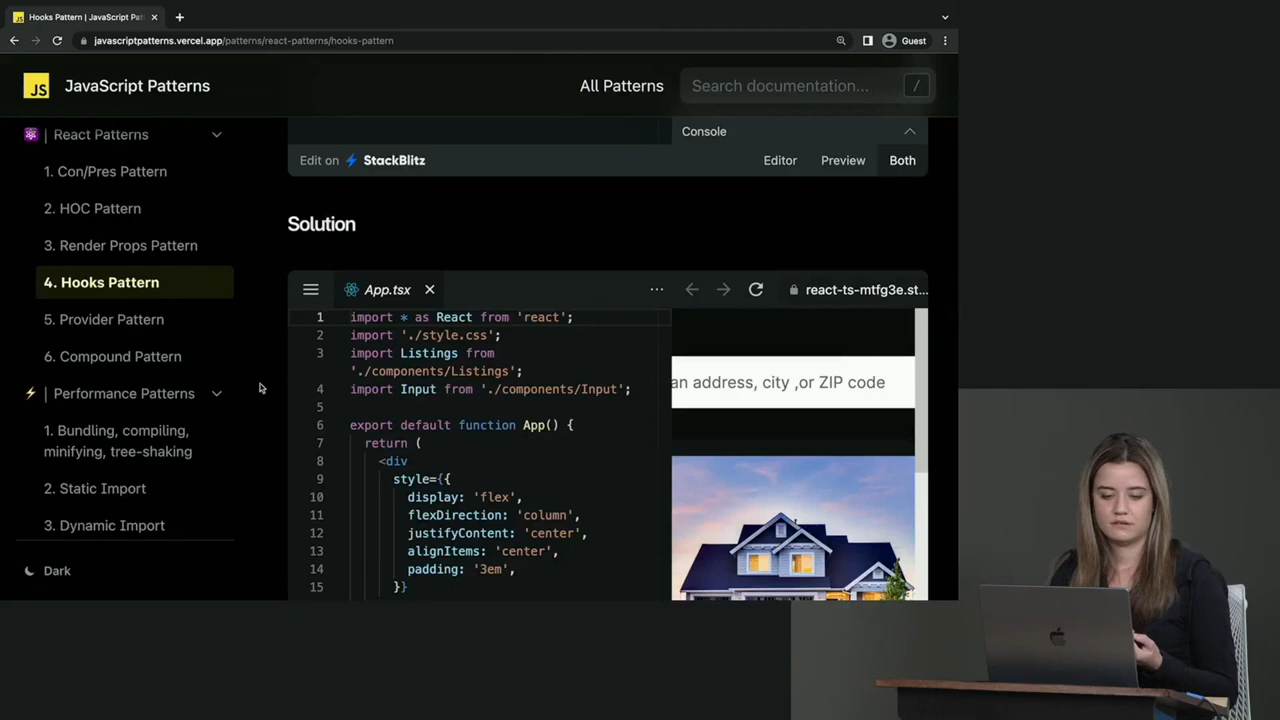 Hooks Pattern | JavaScript Pat
javascriptpatterns.vercel.app/patterns/react-patterns/hooks-pattern
Guest
JS
JavaScript Patterns
All Patterns
Search documentation...
/
| React Patterns
1. Con/Pres Pattern
2. HOC Pattern
3. Render Props Pattern
4. Hooks Pattern
5. Provider Pattern
6. Compound Pattern
| Performance Patterns
1. Bundling, compiling,
minifying, tree-shaking
2. Static Import
3. Dynamic Import
Dark
Console
Edit on StackBlitz
Editor
Preview
Both
Solution
App.tsx
react-ts-mtfg3e.st...
1 import * as React from 'react';
2 import './style.css';
3 import Listings from
'./components/Listings';
4 import Input from './components/Input';
5
6 export default function App() {
7 return (
8 <div
9 style={{
10 display: 'flex',
11 flexDirection: 'column',
12 justifyContent: 'center',
13 alignItems: 'center',
14 padding: '3em',
15 }}
an address, city ,or ZIP code